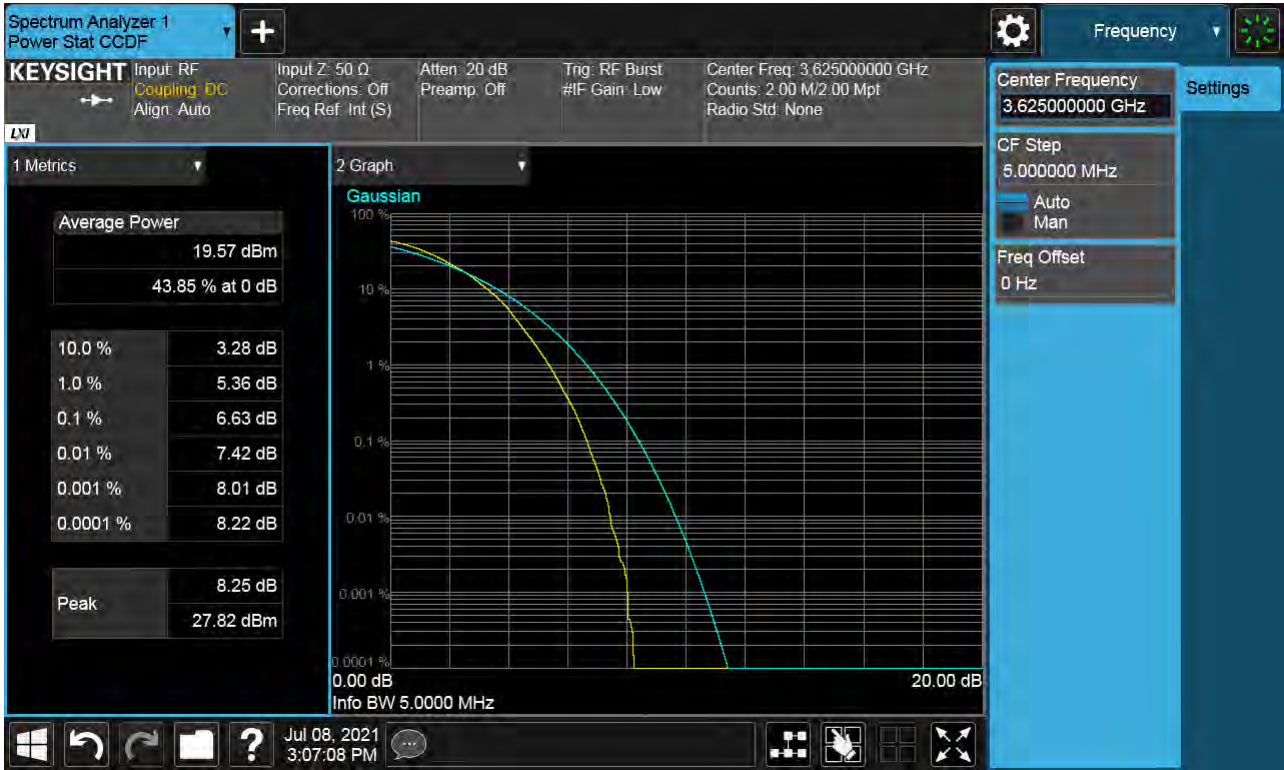 Spectrum Analyzer 1
Power Stat CCDF
+
Frequency
KEYSIGHT
LXI
Input: RF
Coupling: DC
Align: Auto
Input Z: 50 Ω
Corrections: Off
Freq Ref: Int (S)
Atten: 20 dB
Preamp: Off
Trig: RF Burst
#IF Gain: Low
Center Freq: 3.625000000 GHz
Counts: 2.00 M/2.00 Mpt
Radio Std: None
Center Frequency
3.625000000 GHz
Settings
CF Step
5.000000 MHz
Auto
Man
Freq Offset
0 Hz
1 Metrics
Average Power
19.57 dBm
43.85 % at 0 dB
10.0 % 3.28 dB
1.0 % 5.36 dB
0.1 % 6.63 dB
0.01 % 7.42 dB
0.001 % 8.01 dB
0.0001 % 8.22 dB
Peak
8.25 dB
27.82 dBm
2 Graph
Gaussian
100 %
10 %
1 %
0.1 %
0.01 %
0.001 %
0.0001 %
0.00 dB 20.00 dB
Info BW 5.0000 MHz
?
Jul 08, 2021
3:07:08 PM